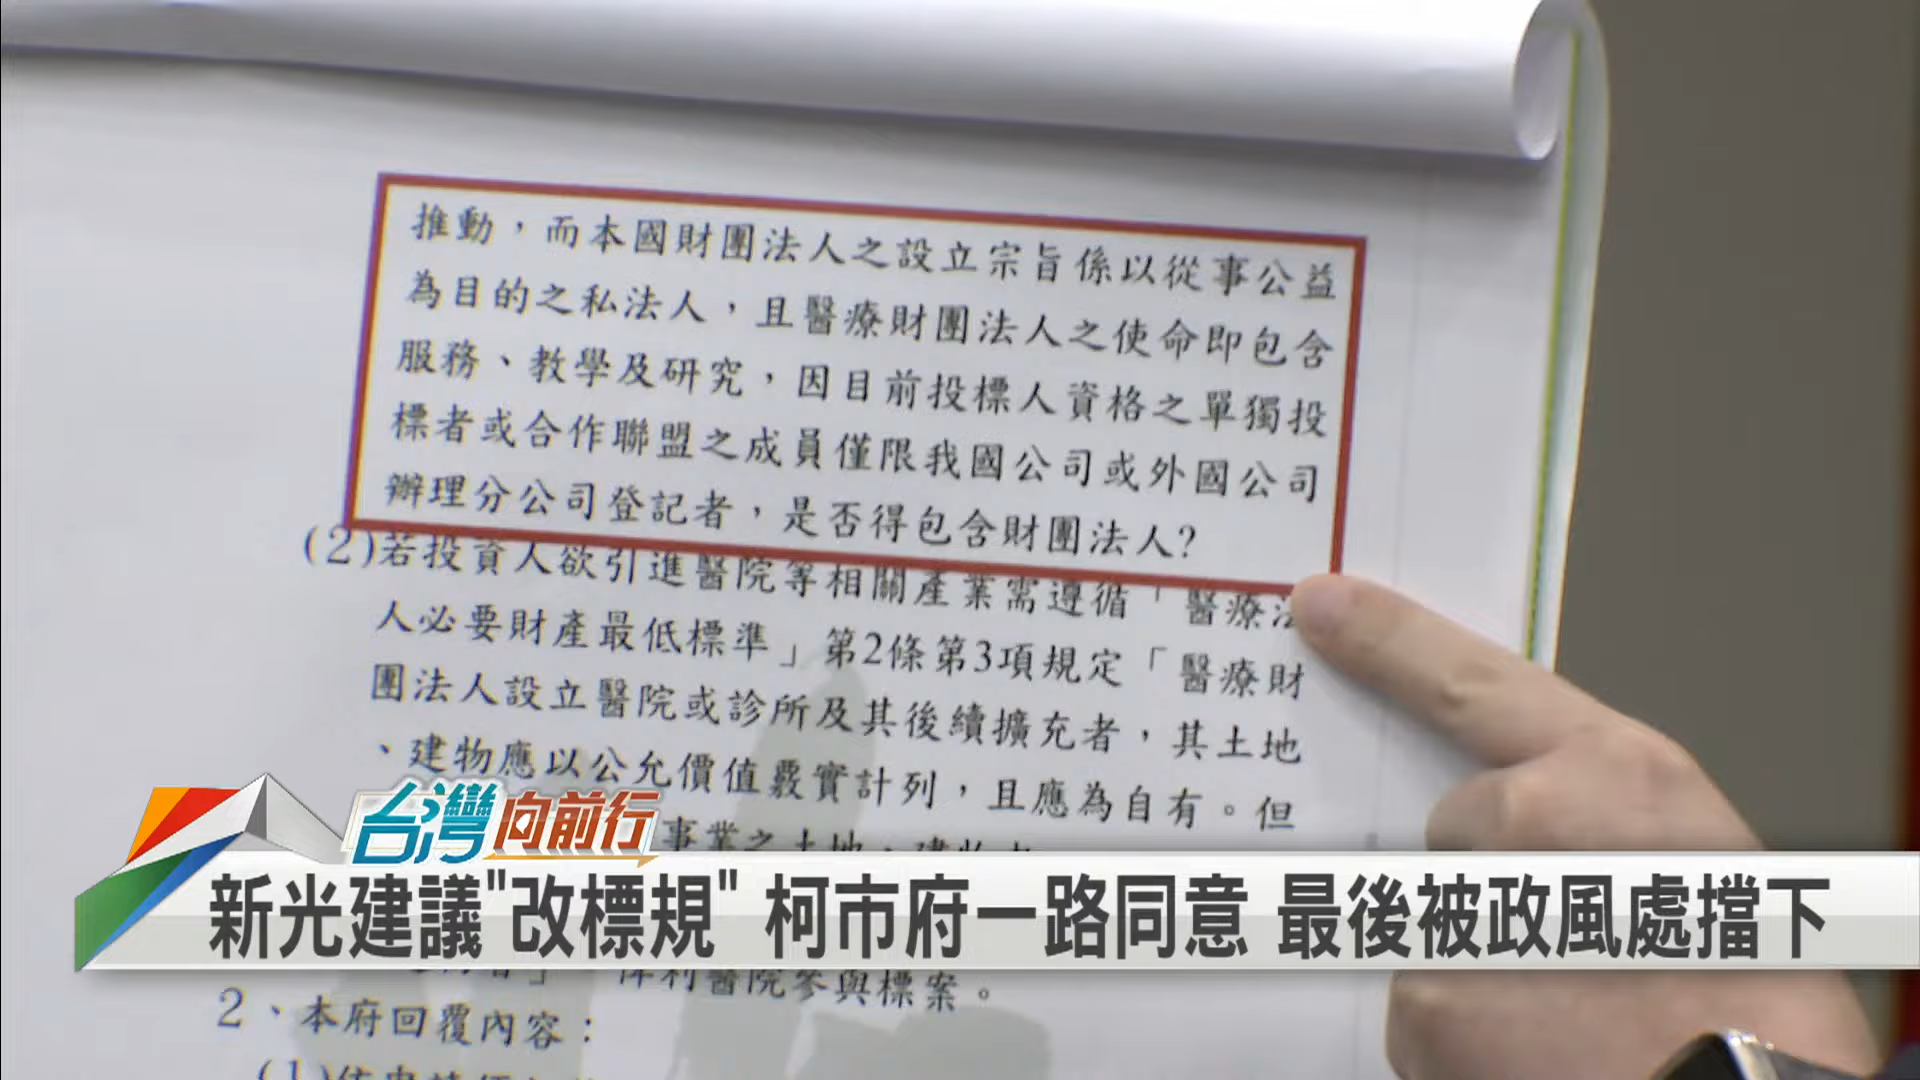 推動，而本國財團法人之設立宗旨係以從事公益
為目的之私法人，且醫療財團法人之使命即包含
服務、教學及研究，因目前投標人資格之單獨投
標者或合作聯盟之成員僅限我國公司或外國公司
辦理分公司登記者，是否得包含財團法人?
(2)若投資人欲引進醫院等相關產業需遵循「醫療法
人必要財產最低標準」第2條第3項規定「醫療財
團法人設立醫院或診所及其後續擴充者，其土地
、建物應以公允價值覈實計列，且應為自有。但
事業之土地、建物
台灣向前行
新光建議"改標規" 柯市府一路同意 最後被政風處擋下
俾利醫院參與標案。
2、本府回覆內容：
(1)依申請